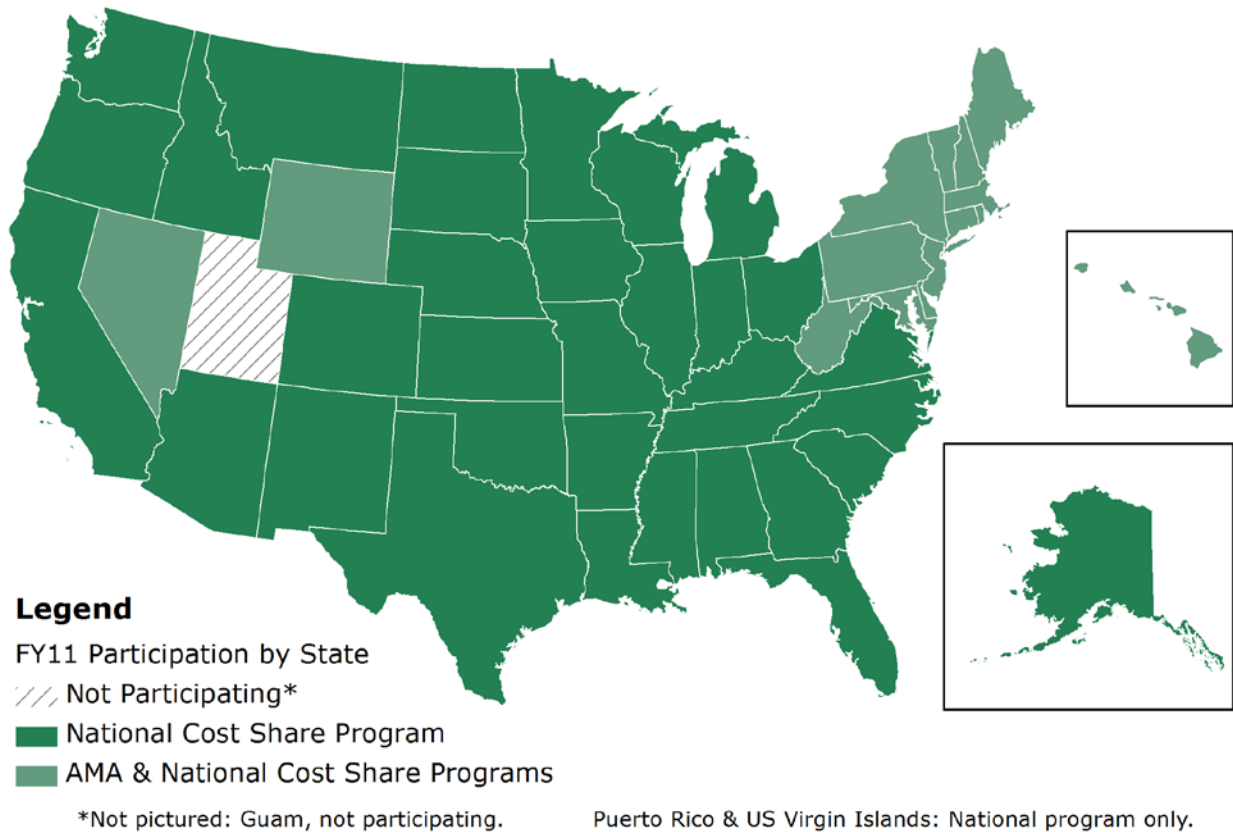 Legend
FY11 Participation by State
Not Participating*
National Cost Share Program
AMA & National Cost Share Programs
*Not pictured: Guam, not participating. Puerto Rico & US Virgin Islands: National program only.